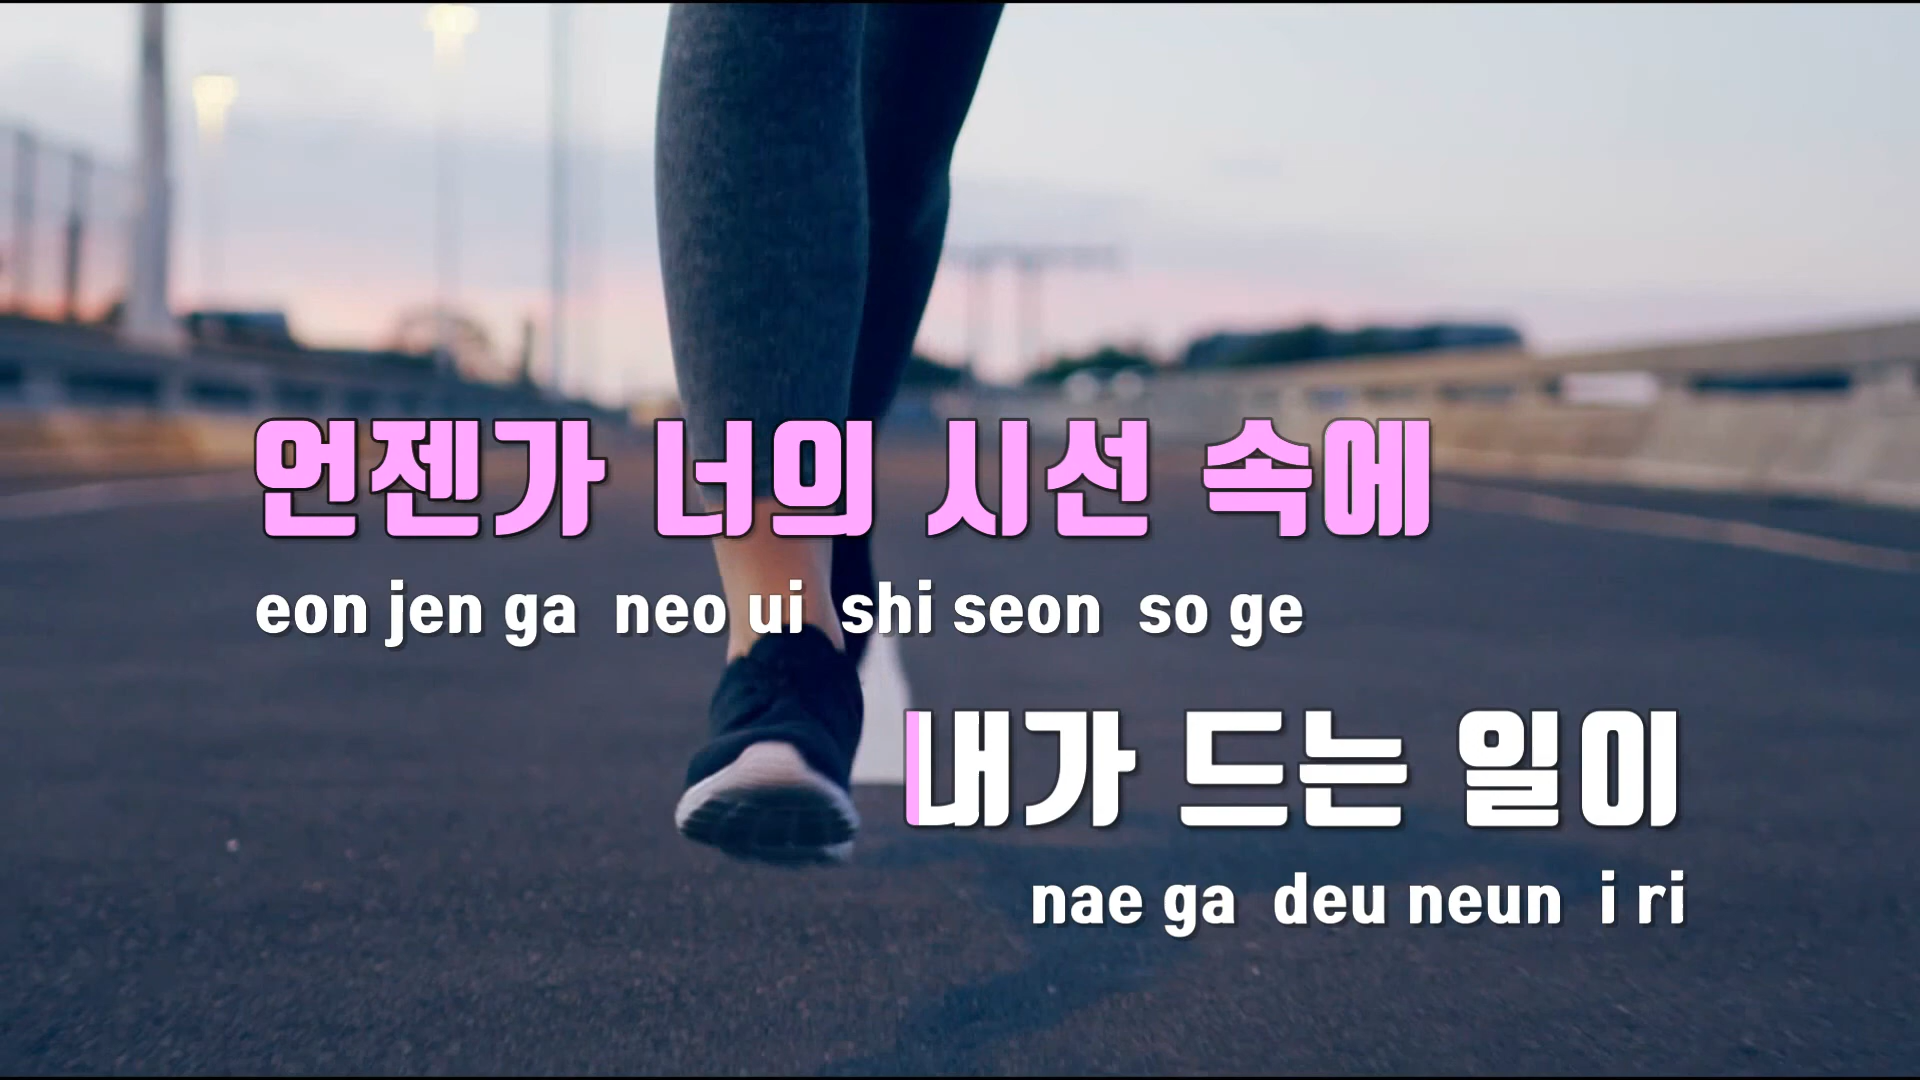 언젠가 너의 시선 속에
eon jen ga neo ui shi seon so ge
내가 드는 일이
nae ga deu neun i ri